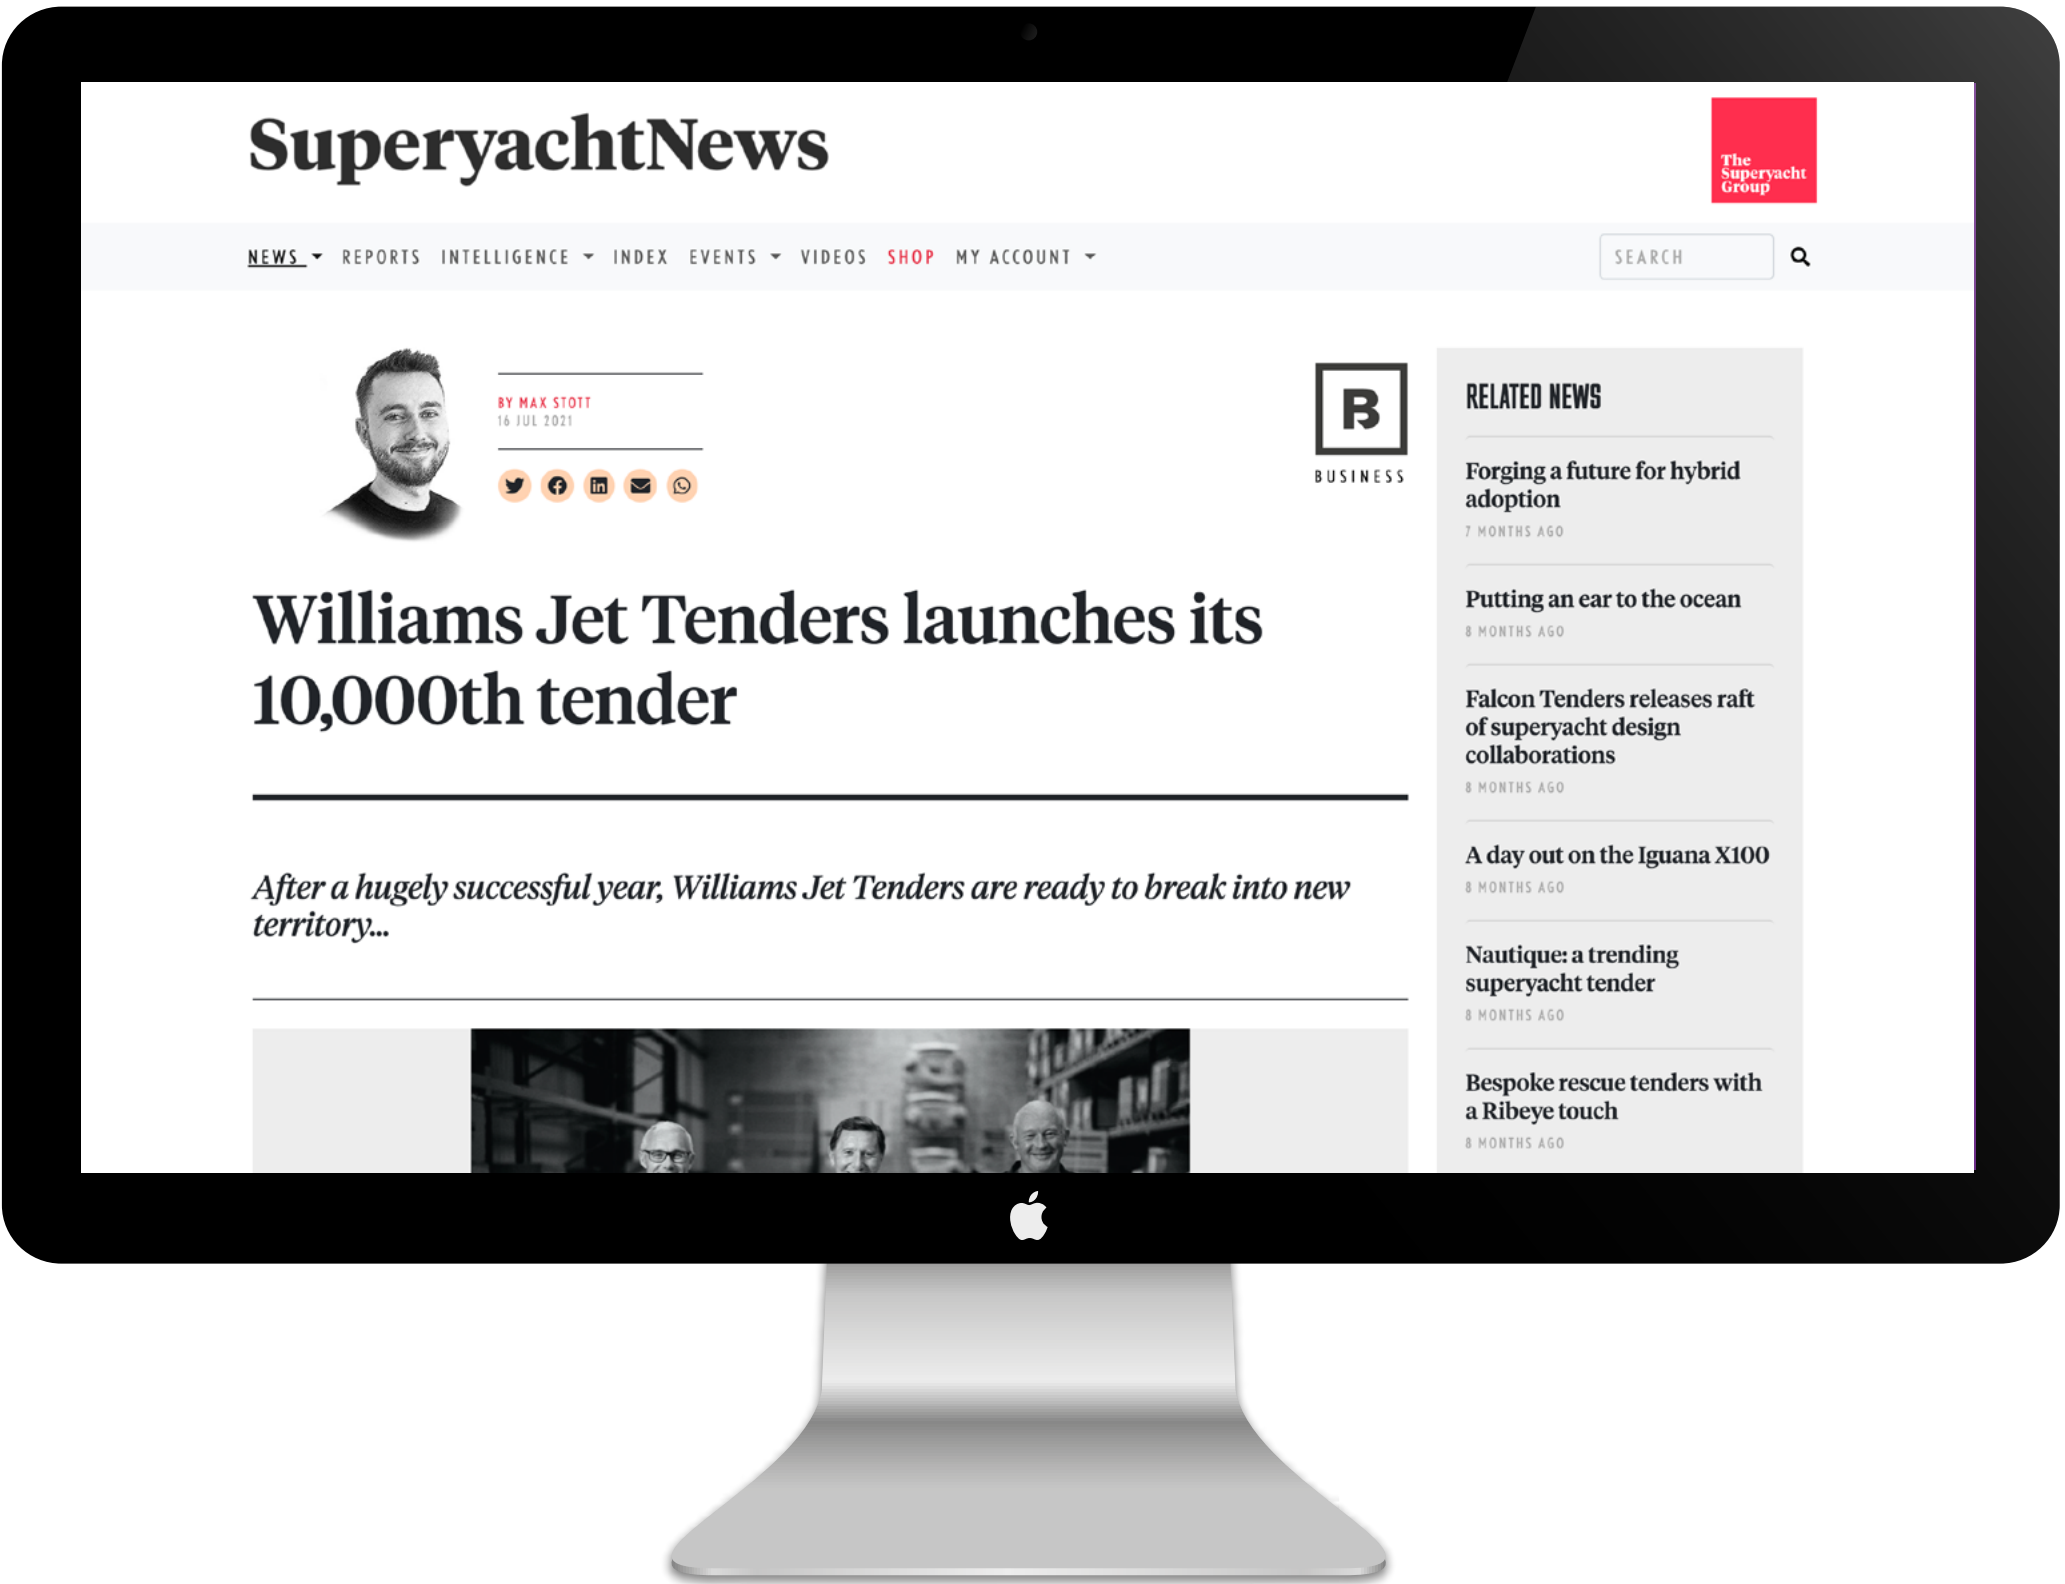 SuperyachtNews
The
Superyacht
Group
NEWS REPORTS INTELLIGENCE INDEX EVENTS VIDEOS SHOP MY ACCOUNT
SEARCH
BY MAX STOTT
16 JUL 2021
B
BUSINESS
Williams Jet Tenders launches its
10,000th tender
After a hugely successful year, Williams Jet Tenders are ready to break into new
territory...
RELATED NEWS
Forging a future for hybrid
adoption
7 MONTHS AGO
Putting an ear to the ocean
8 MONTHS AGO
Falcon Tenders releases raft
of superyacht design
collaborations
8 MONTHS AGO
A day out on the Iguana X100
8 MONTHS AGO
Nautique: a trending
superyacht tender
8 MONTHS AGO
Bespoke rescue tenders with
a Ribeye touch
8 MONTHS AGO